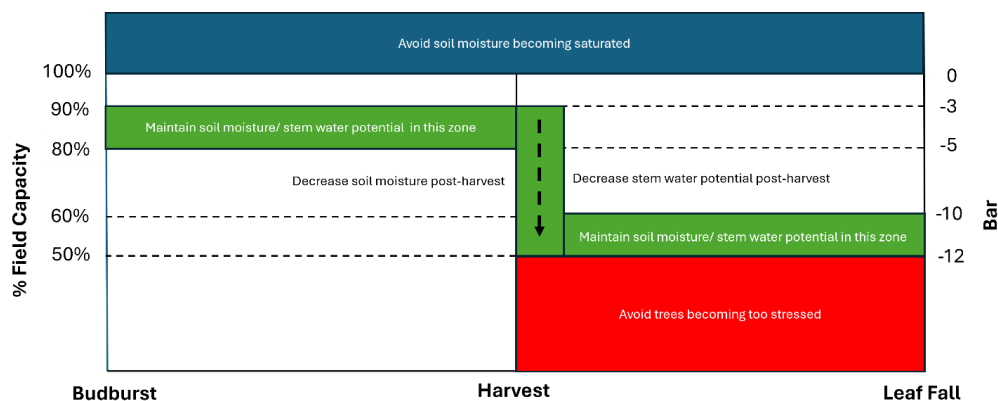 Avoid soil moisture becoming saturated
100%
0
90%
-3
Maintain soil moisture/ stem water potential  in this zone
80%
-5
Decrease soil moisture post-harvest
Decrease stem water potential post-harvest
60%
-10
Maintain soil moisture/ stem water potential in this zone
50%
-12
% Field Capacity
Bar
Avoid trees becoming too stressed
Budburst
Harvest
Leaf Fall